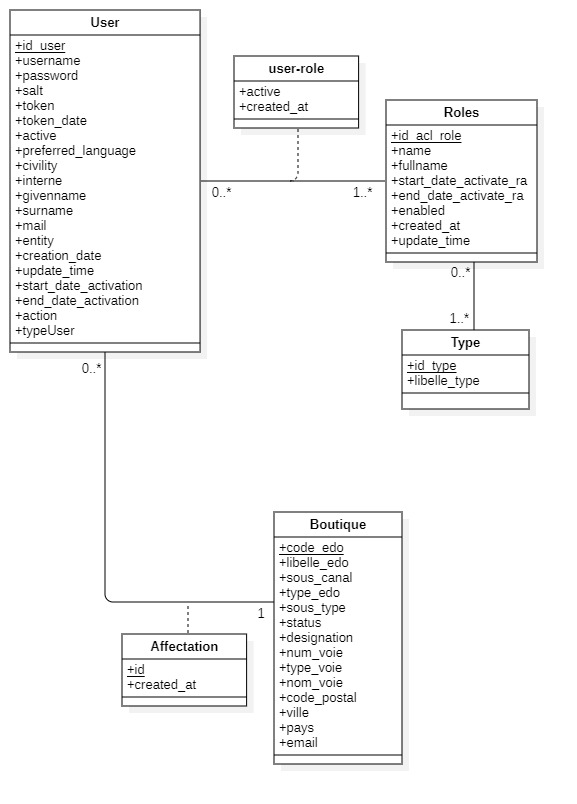 User
+id_user
+username
+password
+salt
+token
+token_date
+active
+preferred_language
+civility
+interne
+givenname
+surname
+mail
+entity
+creation_date
+update_time
+start_date_activation
+end_date_activation
+action
+typeUser
user-role
+active
+created_at
0..*
1..*
Roles
+id_acl_role
+name
+fullname
+start_date_activate_ra
+end_date_activate_ra
+enabled
+created_at
+update_time
0..*
1..*
Type
+id_type
+libelle_type
0..*
1
Affectation
+id
+created_at
Boutique
+code_edo
+libelle_edo
+sous_canal
+type_edo
+sous_type
+status
+designation
+num_voie
+type_voie
+nom_voie
+code_postal
+ville
+pays
+email